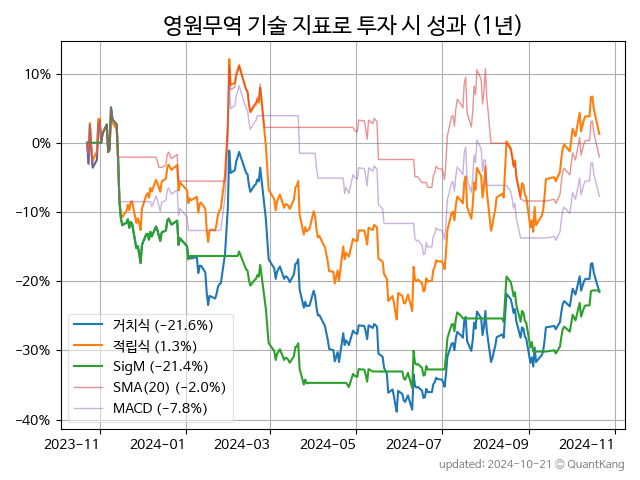 영원무역 기술 지표로 투자 시 성과 (1년)
10%
0%
−10%
−20%
−30%
−40%
거치식 (−21.6%)
적립식 (1.3%)
SigM (−21.4%)
SMA(20) (−2.0%)
MACD (−7.8%)
2023-11 2024-01 2024-03 2024-05 2024-07 2024-09 2024-11
updated: 2024-10-21 © QuantKang